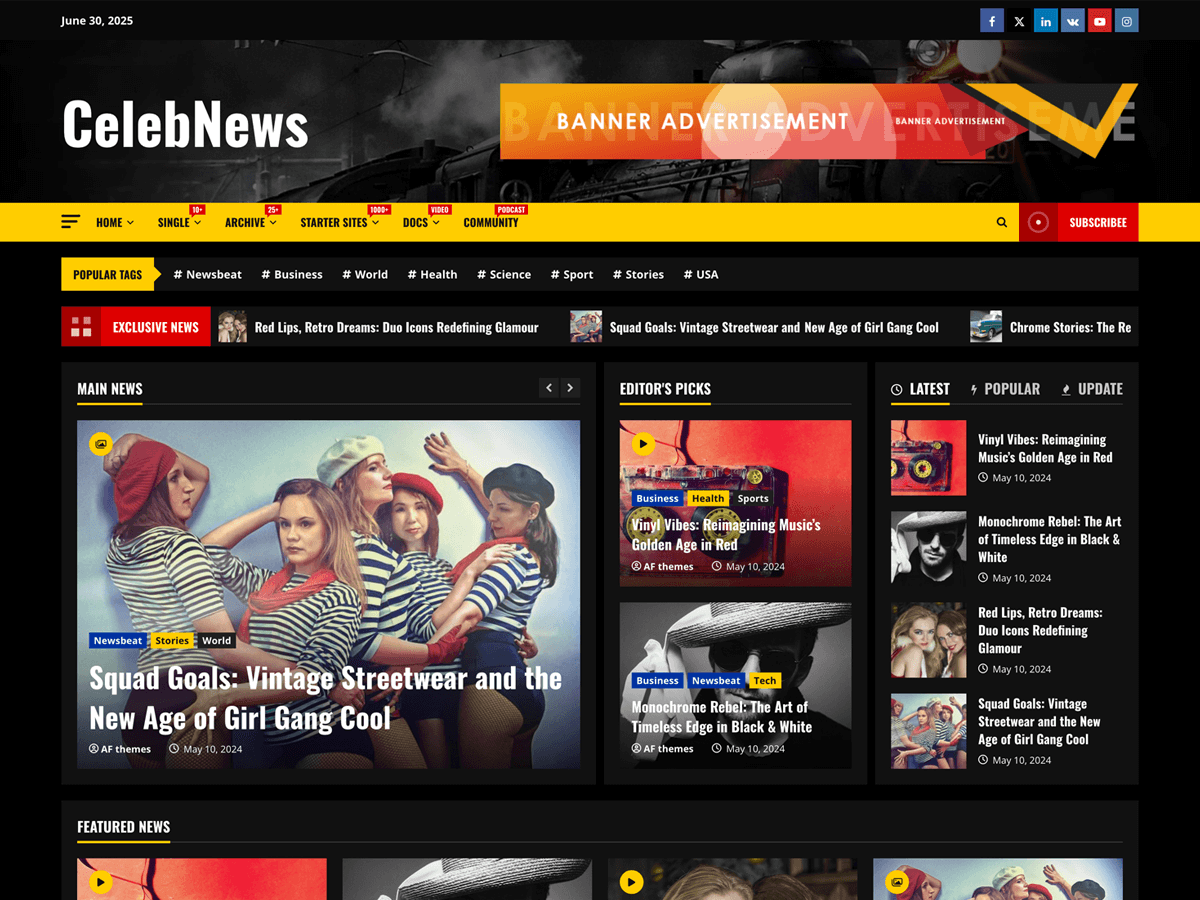 June 30, 2025
CelebNews
BANNER ADVERTISEMENT
BANNER ADVERTISEMENT
BANNER ADVERTISEME
10+
25+
1000+
VIDEO
PODCAST
HOME SINGLE ARCHIVE STARTER SITES DOCS COMMUNITY
SUBSCRIBEE
POPULAR TAGS
# Newsbeat # Business # World # Health # Science # Sport # Stories # USA
EXCLUSIVE NEWS
Red Lips, Retro Dreams: Duo Icons Redefining Glamour
Squad Goals: Vintage Streetwear and New Age of Girl Gang Cool
Chrome Stories: The Re
MAIN NEWS
Newsbeat Stories World
Squad Goals: Vintage Streetwear and the
New Age of Girl Gang Cool
AF themes May 10, 2024
EDITOR'S PICKS
Business Health Sports
Vinyl Vibes: Reimagining Music's
Golden Age in Red
AF themes May 10, 2024
Business Newsbeat Tech
Monochrome Rebel: The Art of
Timeless Edge in Black & White
AF themes May 10, 2024
LATEST POPULAR UPDATE
Vinyl Vibes: Reimagining
Music's Golden Age in Red
May 10, 2024
Monochrome Rebel: The Art
of Timeless Edge in Black &
White
May 10, 2024
Red Lips, Retro Dreams:
Duo Icons Redefining
Glamour
May 10, 2024
Squad Goals: Vintage
Streetwear and the New
Age of Girl Gang Cool
May 10, 2024
FEATURED NEWS